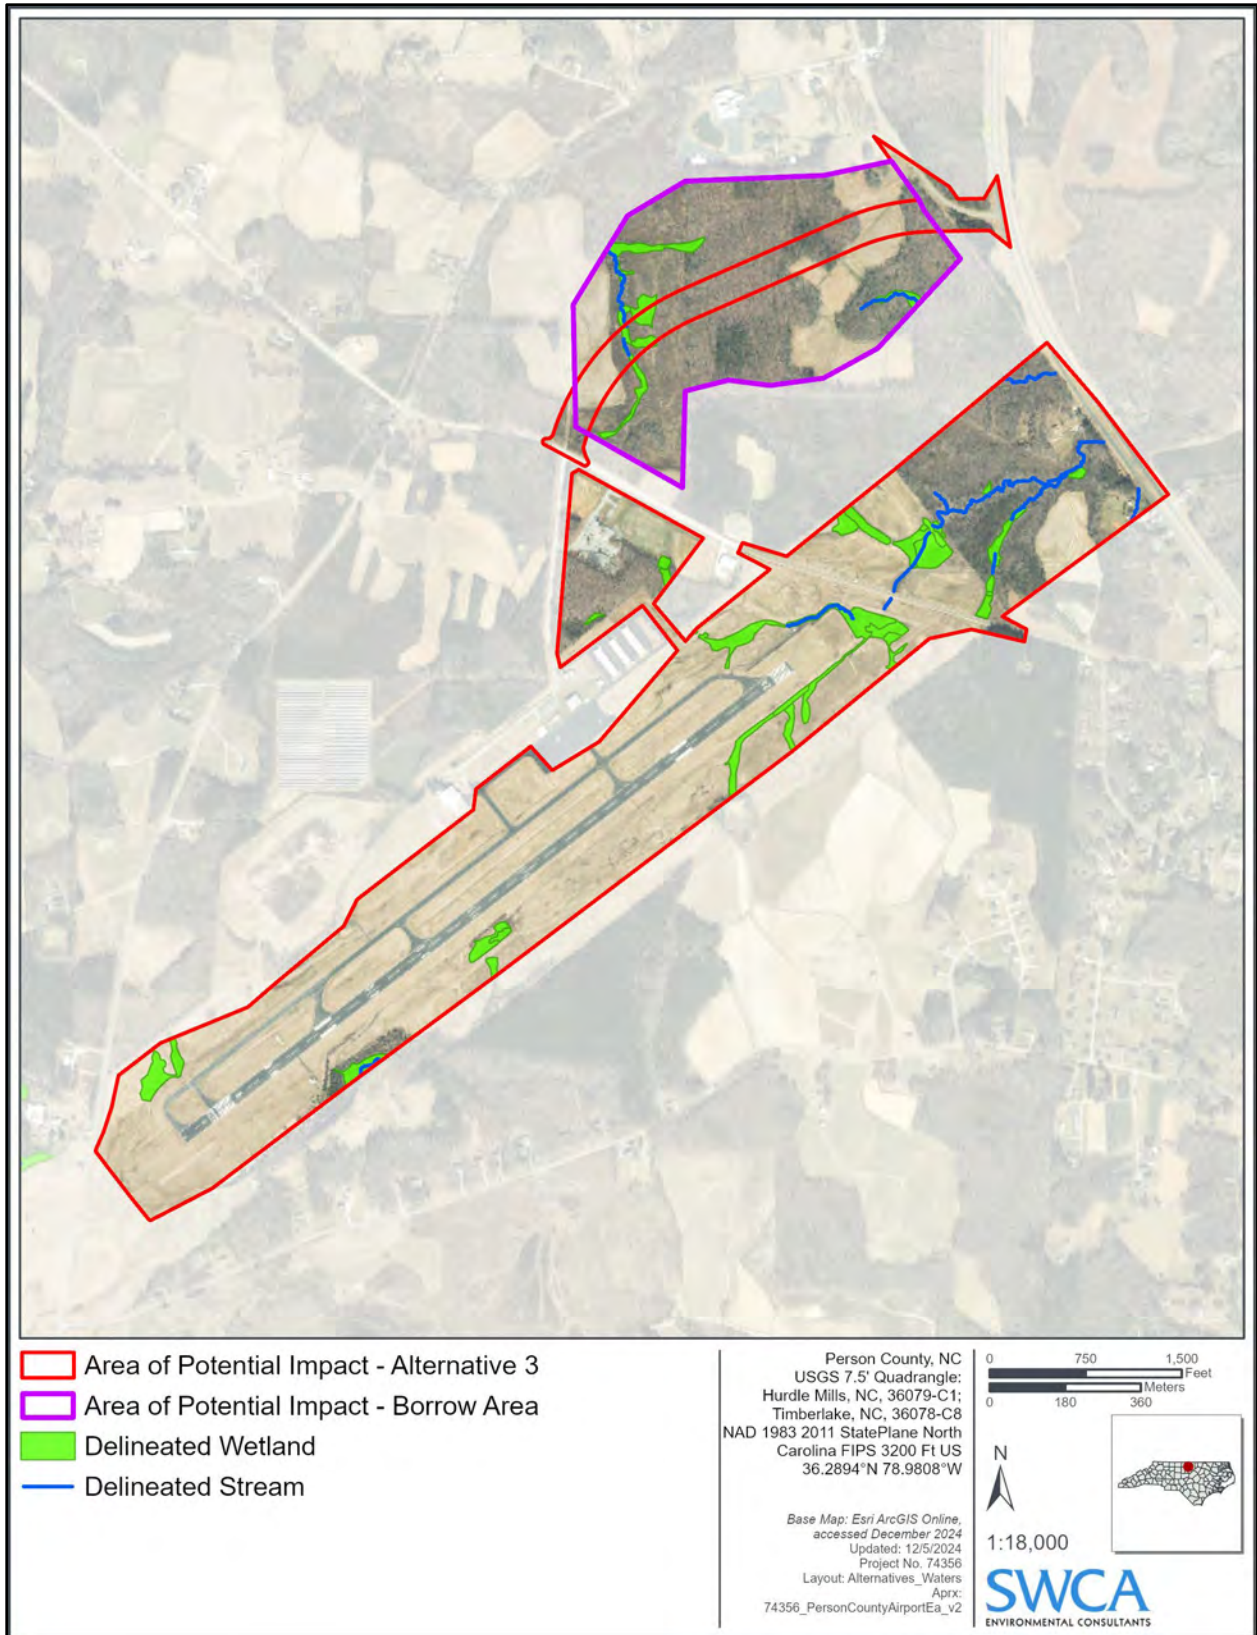 Area of Potential Impact - Alternative 3
Area of Potential Impact - Borrow Area
Delineated Wetland
Delineated Stream
Person County, NC
USGS 7.5' Quadrangle:
Hurdle Mills, NC, 36079-C1;
Timberlake, NC, 36078-C8
NAD 1983 2011 StatePlane North
Carolina FIPS 3200 Ft US
36.2894°N 78.9808°W
Base Map: Esri ArcGIS Online,
accessed December 2024
Updated: 12/5/2024
Project No. 74356
Layout: Alternatives_Waters
Aprx:
74356_PersonCountyAirportEa_v2
0 750 1,500
Feet
Meters
0 180 360
N
1:18,000
SWCA
ENVIRONMENTAL CONSULTANTS